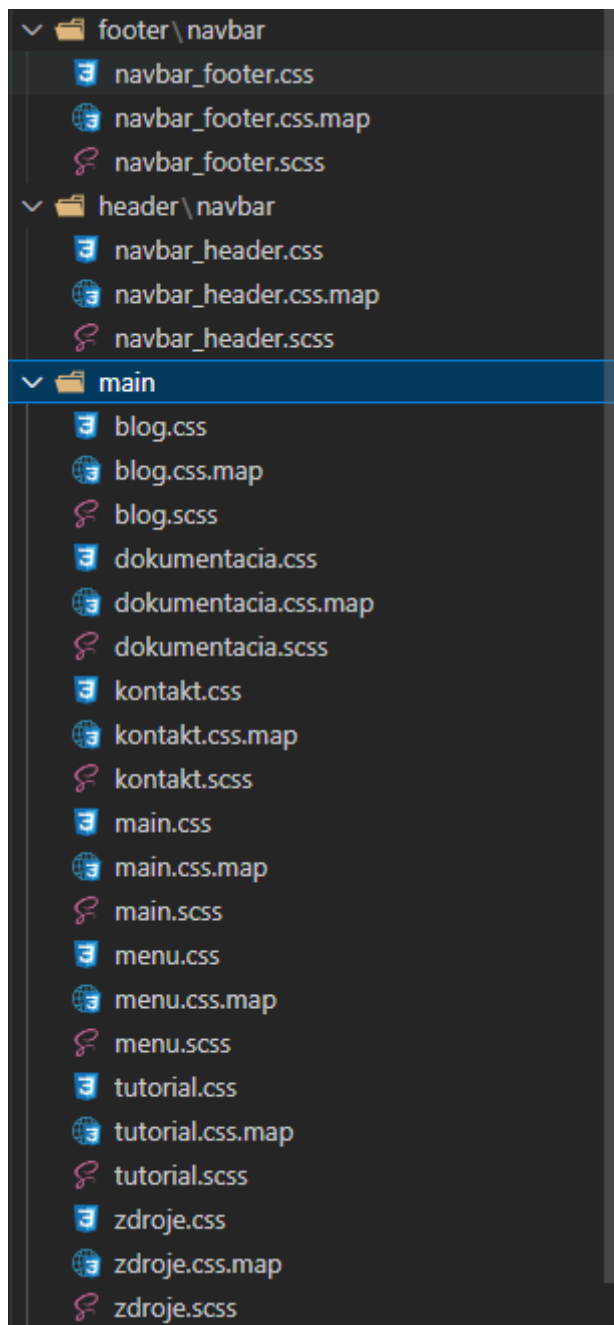 footer\navbar
navbar_footer.css
navbar_footer.css.map
navbar_footer.scss
header\navbar
navbar_header.css
navbar_header.css.map
navbar_header.scss
main
blog.css
blog.css.map
blog.scss
dokumentacia.css
dokumentacia.css.map
dokumentacia.scss
kontakt.css
kontakt.css.map
kontakt.scss
main.css
main.css.map
main.scss
menu.css
menu.css.map
menu.scss
tutorial.css
tutorial.css.map
tutorial.scss
zdroje.css
zdroje.css.map
zdroje.scss